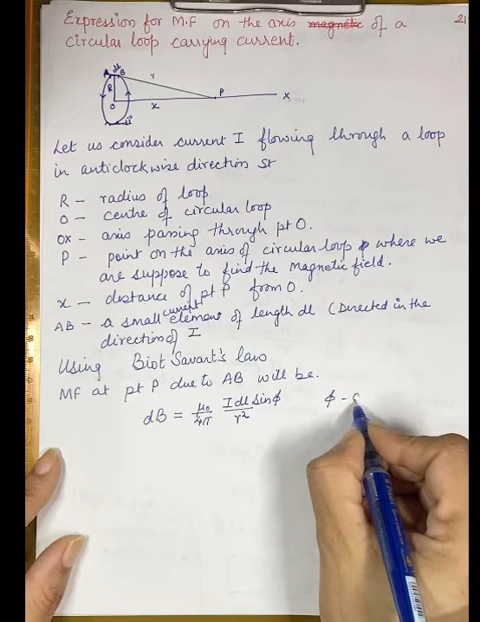 Expression for M.F on the axis magnetic of a
circular loop carrying current.
21
A dl B
r
R
P
O
x
X
Let us consider current I flowing through a loop
in anticlockwise direction st
R - radius of loop
O - centre of circular loop
OX - axis passing through pt O.
P - point on the axis of circular loop p where we
are suppose to find the magnetic field.
x - distance of pt P from O.
AB - a small current element of length dl (Directed in the
direction of I
Using Biot Savart's law
MF at pt P due to AB will be.
dB = μ₀/4π Idl sinϕ/r² ϕ -